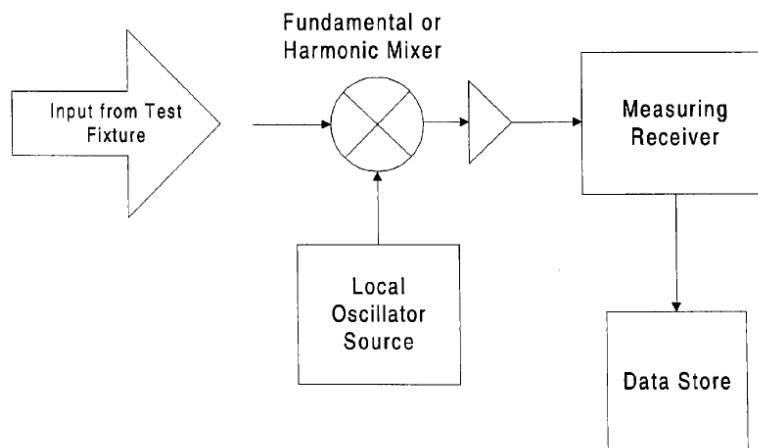 Fundamental or
Harmonic Mixer
Input from Test
Fixture
Measuring
Receiver
Local
Oscillator
Source
Data Store